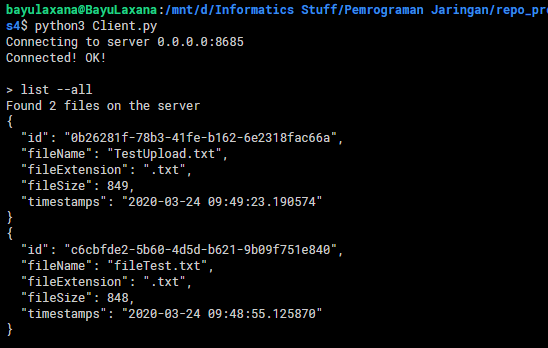 bayulaxana@BayuLaxana:/mnt/d/Informatics Stuff/Pemrograman Jaringan/repo_pr
s4$ python3 Client.py
Connecting to server 0.0.0.0:8685
Connected! OK!
> list --all
Found 2 files on the server
{
  "id": "0b26281f-78b3-41fe-b162-6e2318fac66a",
  "fileName": "TestUpload.txt",
  "fileExtension": ".txt",
  "fileSize": 849,
  "timestamps": "2020-03-24 09:49:23.190574"
}
{
  "id": "c6cbfde2-5b60-4d5d-b621-9b09f751e840",
  "fileName": "fileTest.txt",
  "fileExtension": ".txt",
  "fileSize": 848,
  "timestamps": "2020-03-24 09:48:55.125870"
}